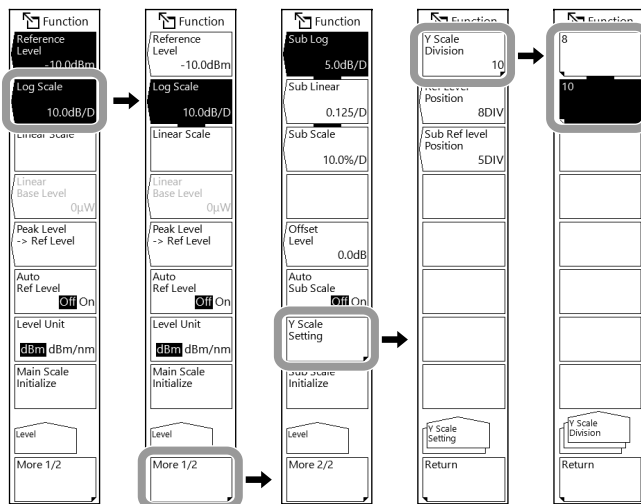 Function
Reference
Level
-10.0dBm
Log Scale
10.0dB/D
Linear Scale
Linear
Base Level
0µW
Peak Level
-> Ref Level
Auto
Ref Level
Off On
Level Unit
dBm dBm/nm
Main Scale
Initialize
Level
More 1/2
Function
Reference
Level
-10.0dBm
Log Scale
10.0dB/D
Linear Scale
Linear
Base Level
0µW
Peak Level
-> Ref Level
Auto
Ref Level
Off On
Level Unit
dBm dBm/nm
Main Scale
Initialize
Level
More 1/2
Function
Sub Log
5.0dB/D
Sub Linear
0.125/D
Sub Scale
10.0%/D
Offset
Level
0.0dB
Auto
Sub Scale
Off On
Y Scale
Setting
Sub Scale
Initialize
Level
More 2/2
Function
Y Scale
Division
10
Ref Level
Position
8DIV
Sub Ref level
Position
5DIV
Y Scale
Setting
Return
Function
8
10
Y Scale
Division
Return